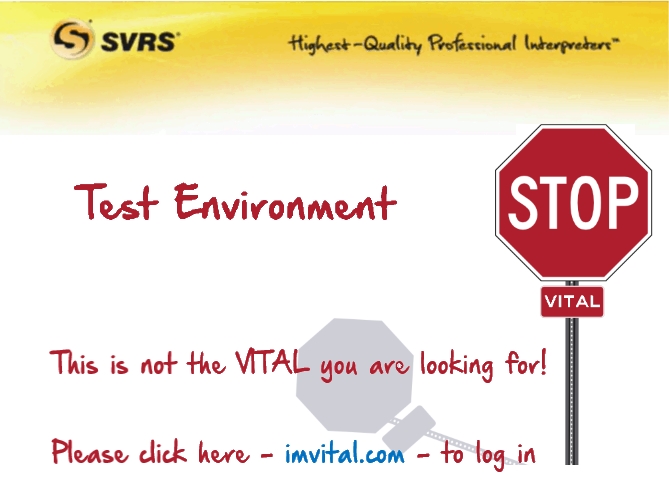 SVRS®
Highest-Quality Professional Interpreters™
STOP
Test Environment
VITAL
This is not the VITAL you are looking for!
Please click here - imvital.com - to log in